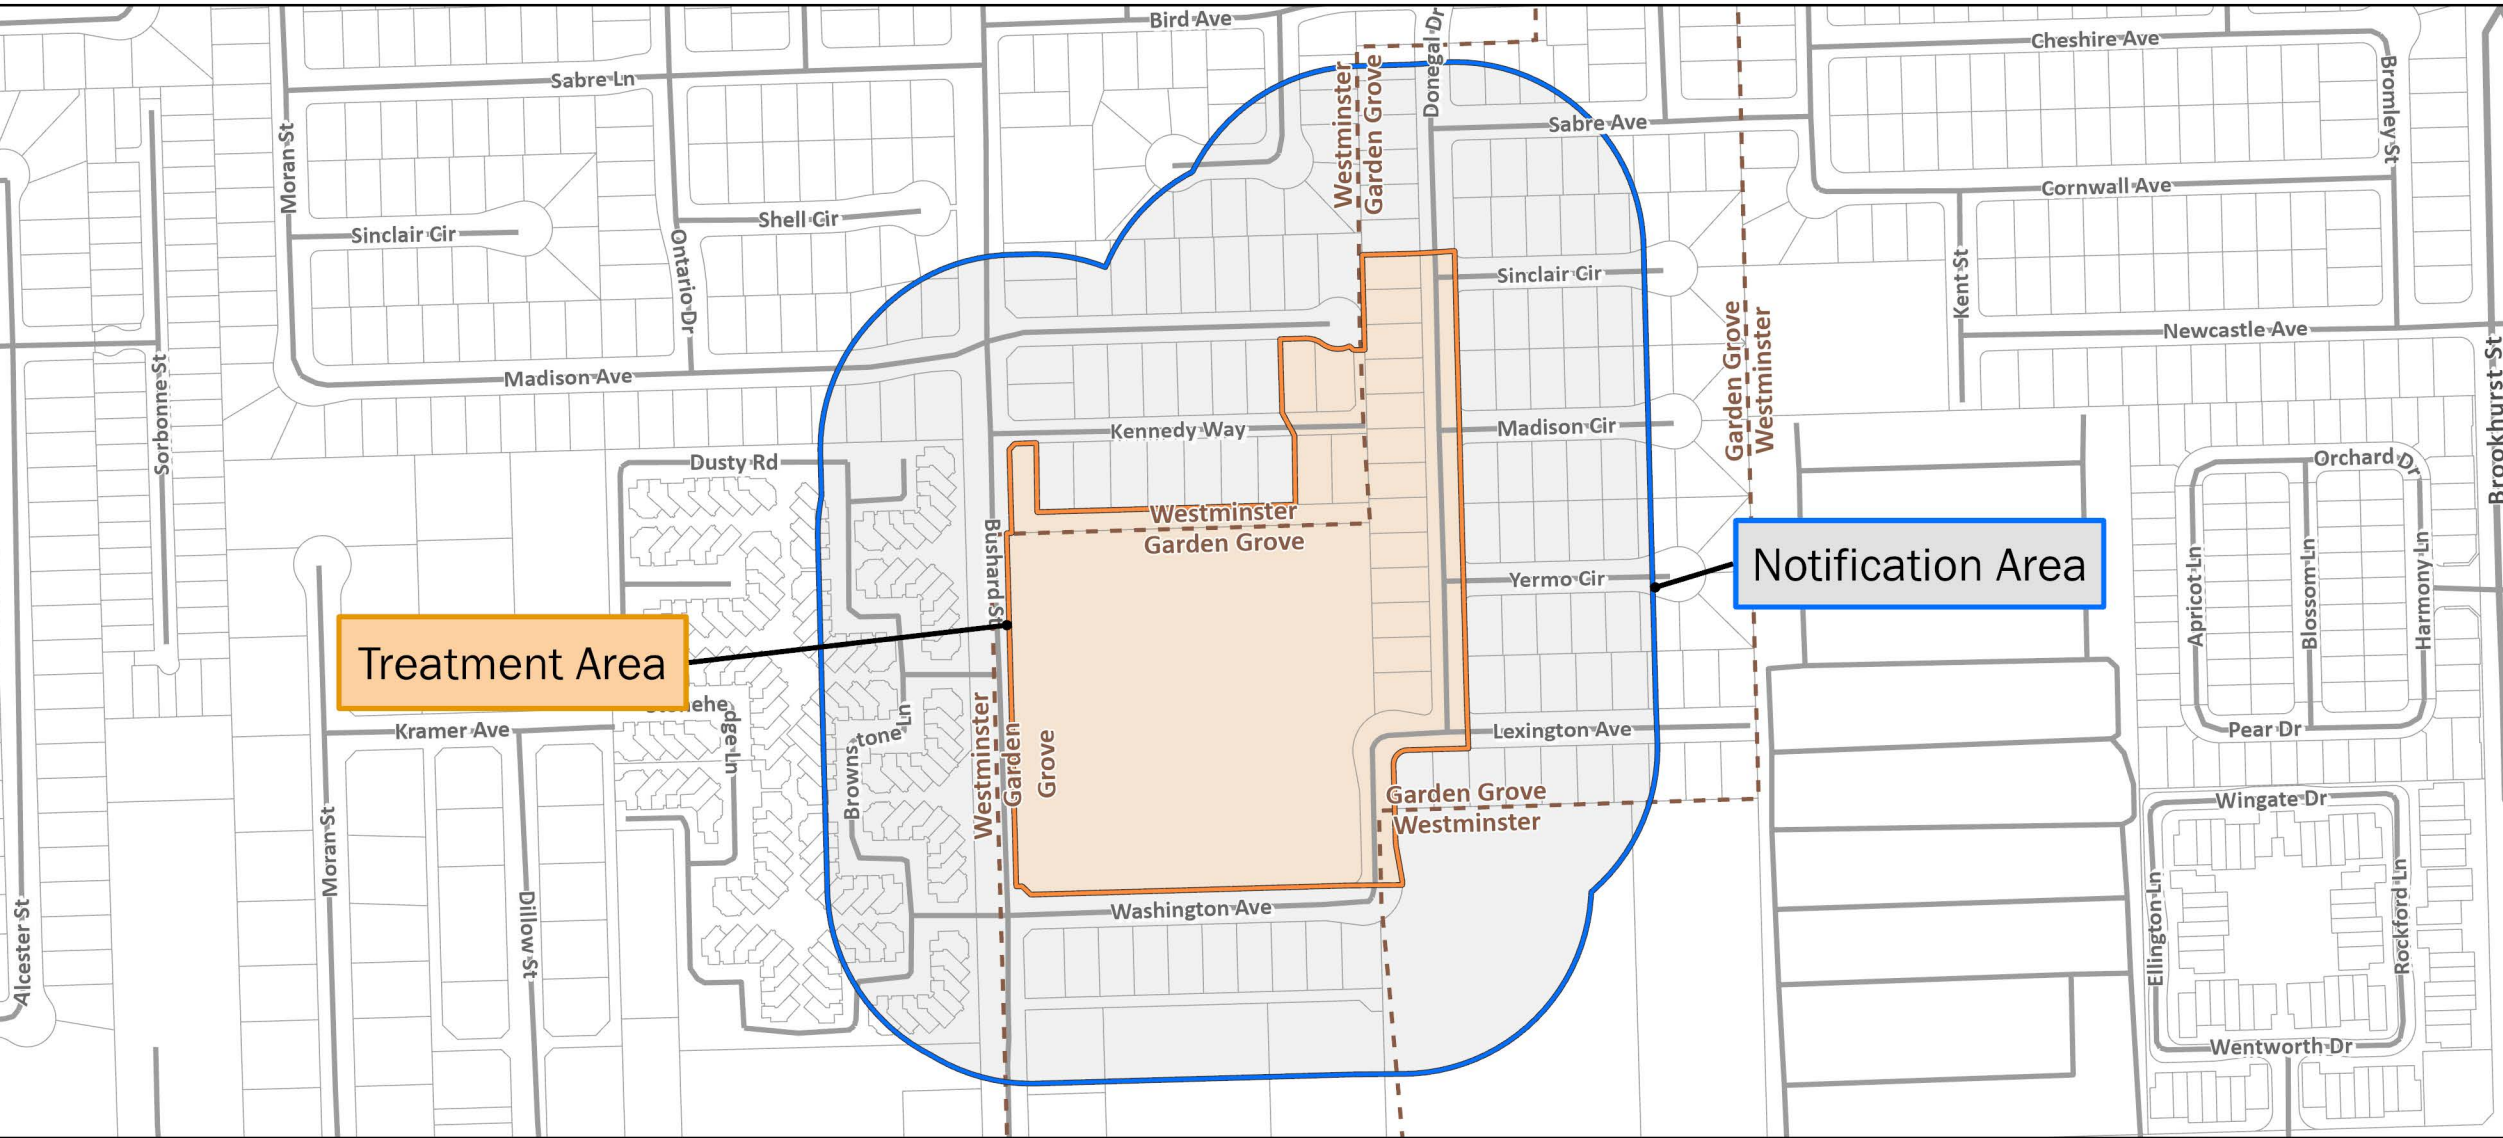 Bird Ave
Donegal Dr
Cheshire Ave
Sabre Ln
Bromley St
Westminster
Garden Grove
Sabre Ave
Moran St
Cornwall Ave
Shell Cir
Sinclair Cir
Ontario Dr
Sinclair Cir
Kent St
Newcastle Ave
Garden Grove
Westminster
Madison Ave
Sorbonne St
Brookhurst St
Kennedy Way
Madison Cir
Dusty Rd
Orchard Dr
Westminster
Garden Grove
Bushard St
Notification Area
Yermo Cir
Apricot Ln
Blossom Ln
Harmony Ln
Treatment Area
dge Ln
Brownstone Ln
Kramer Ave
Westminster
Garden
Grove
Lexington Ave
Pear Dr
Garden Grove
Westminster
Wingate Dr
Moran St
Dillow St
Alcester St
Washington Ave
Ellington Ln
Rockford Ln
Wentworth Dr